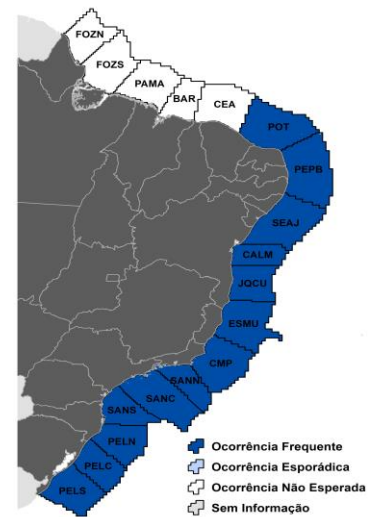 FOZN
FOZS
PAMA
BAR
CEA
POT
PEPB
SEAJ
CALM
JQCU
ESMU
CMP
SANN
SANC
SANS
PELN
PELC
PELS
Ocorrência Frequente
Ocorrência Esporádica
Ocorrência Não Esperada
Sem Informação